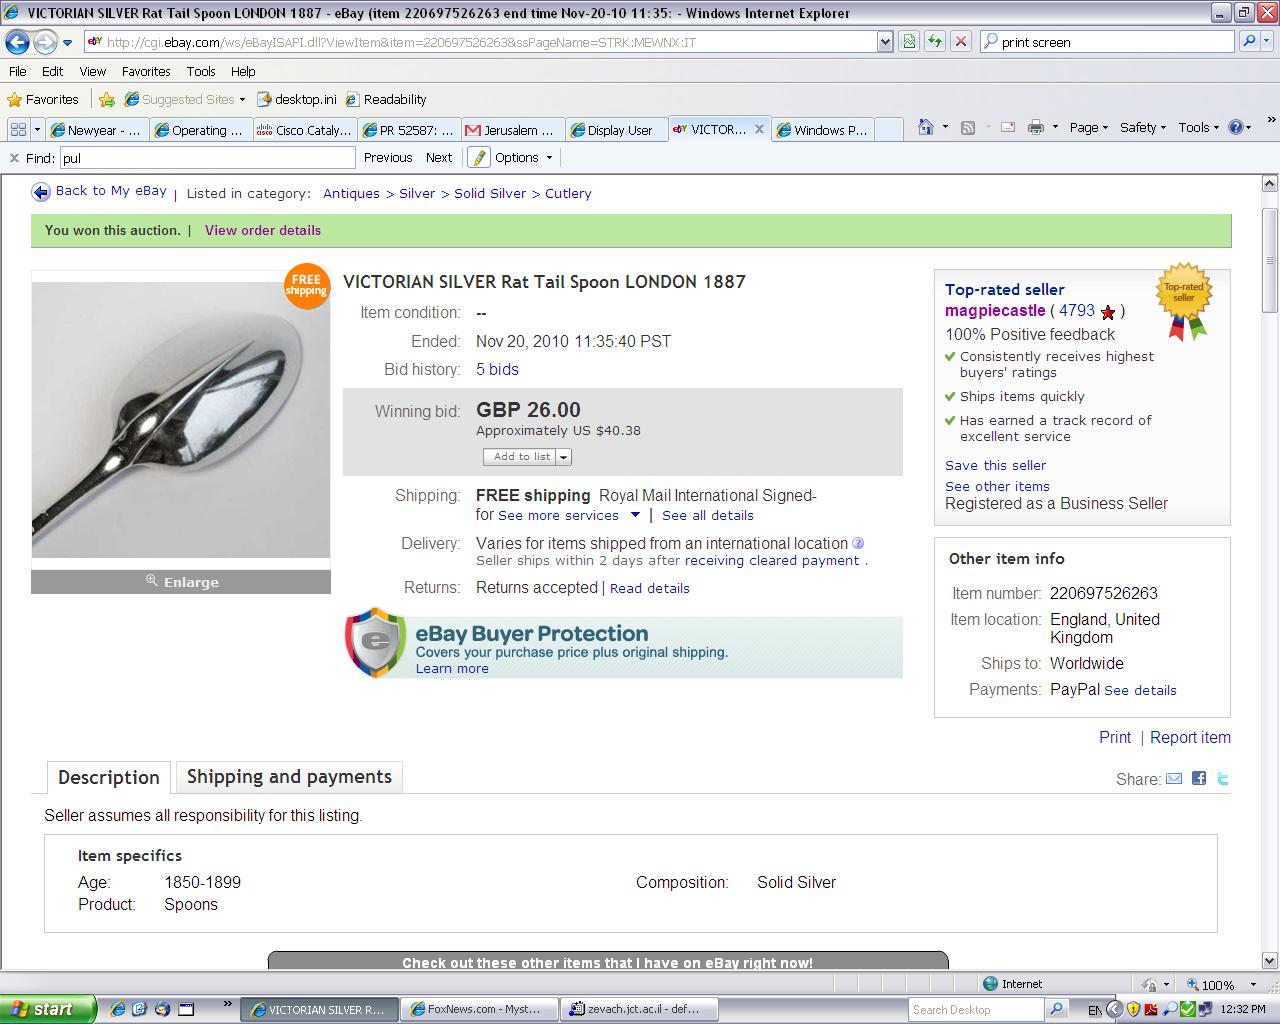 VICTORIAN SILVER Rat Tail Spoon LONDON 1887 - eBay (item 220697526263 end time Nov-20-10 11:35: - Windows Internet Explorer
http://cgi.ebay.com/ws/eBayISAPI.dll?ViewItem&item=220697526263&ssPageName=STRK:MEWNX:IT
print screen
File Edit View Favorites Tools Help
Favorites Suggested Sites desktop.ini Readability
Newyear - ... Operating ... Cisco Cataly... PR 52587: ... Jerusalem ... Display User VICTOR... Windows P... Page Safety Tools
x Find: pul Previous Next Options
Back to My eBay | Listed in category: Antiques > Silver > Solid Silver > Cutlery
You won this auction. | View order details
FREE
shipping
Enlarge
VICTORIAN SILVER Rat Tail Spoon LONDON 1887
Item condition: --
Ended: Nov 20, 2010 11:35:40 PST
Bid history: 5 bids
Winning bid: GBP 26.00
Approximately US $40.38
Add to list
Shipping: FREE shipping Royal Mail International Signed-
for See more services | See all details
Delivery: Varies for items shipped from an international location ?
Seller ships within 2 days after receiving cleared payment .
Returns: Returns accepted | Read details
e
eBay Buyer Protection
Covers your purchase price plus original shipping.
Learn more
Top-rated seller
Top-rated
seller
magpiecastle ( 4793 )
100% Positive feedback
Consistently receives highest
buyers' ratings
Ships items quickly
Has earned a track record of
excellent service
Save this seller
See other items
Registered as a Business Seller
Other item info
Item number: 220697526263
Item location: England, United
Kingdom
Ships to: Worldwide
Payments: PayPal See details
Print | Report item
Description Shipping and payments
Share:
Seller assumes all responsibility for this listing.
Item specifics
Age: 1850-1899 Composition: Solid Silver
Product: Spoons
Check out these other items that I have on eBay right now!
Internet 100%
start VICTORIAN SILVER R... FoxNews.com - Myst... zevach.jct.ac.il - def... Search Desktop EN 12:32 PM